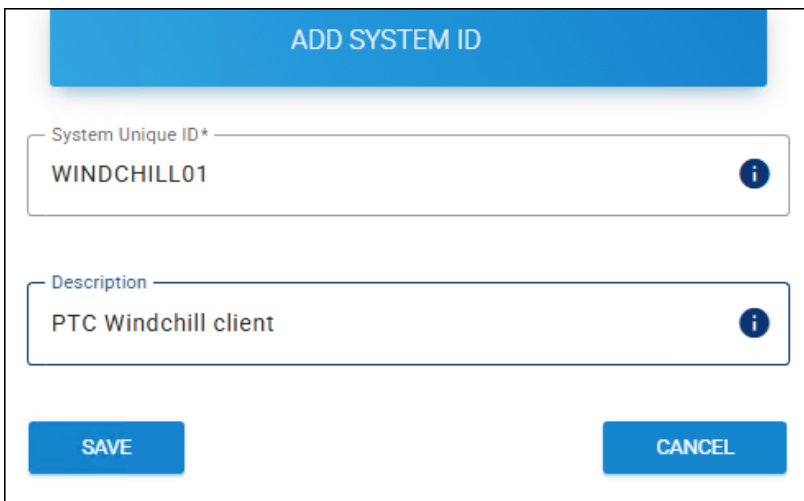 ADD SYSTEM ID
System Unique ID*
WINDCHILL01
Description
PTC Windchill client
SAVE
CANCEL